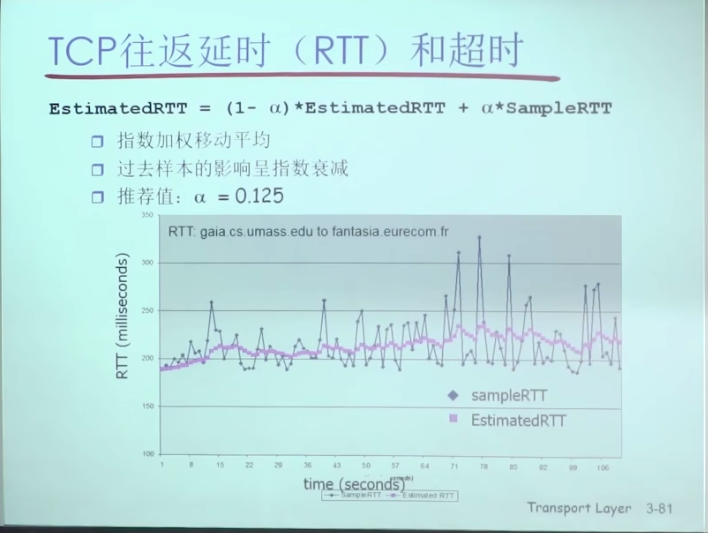 TCP往返延时（RTT）和超时
EstimatedRTT = (1- α)*EstimatedRTT + α*SampleRTT
指数加权移动平均
过去样本的影响呈指数衰减
推荐值：α = 0.125
RTT: gaia.cs.umass.edu to fantasia.eurecom.fr
RTT (milliseconds)
350
300
250
200
150
100
sampleRTT
EstimatedRTT
1 8 15 22 29 36 43 50 57 64 71 78 85 92 99 106
time (seconds)
SampleRTT Estimated RTT
Transport Layer 3-81